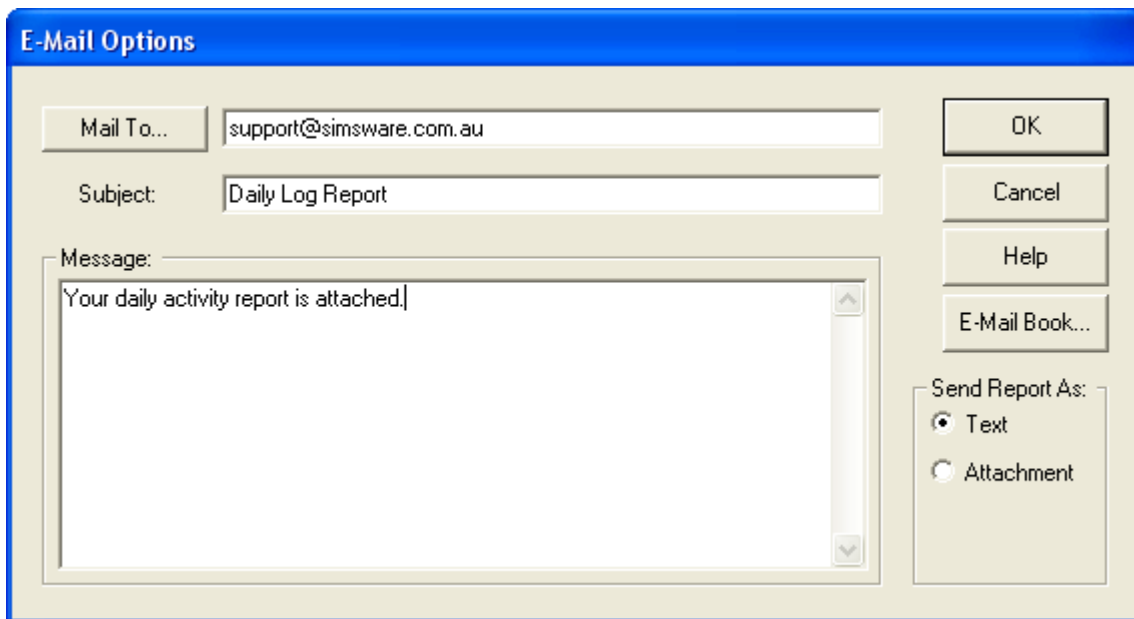 E-Mail Options
Mail To...
support@simsware.com.au
OK
Subject:
Daily Log Report
Cancel
Message:
Help
Your daily activity report is attached.
E-Mail Book...
Send Report As:
Text
Attachment